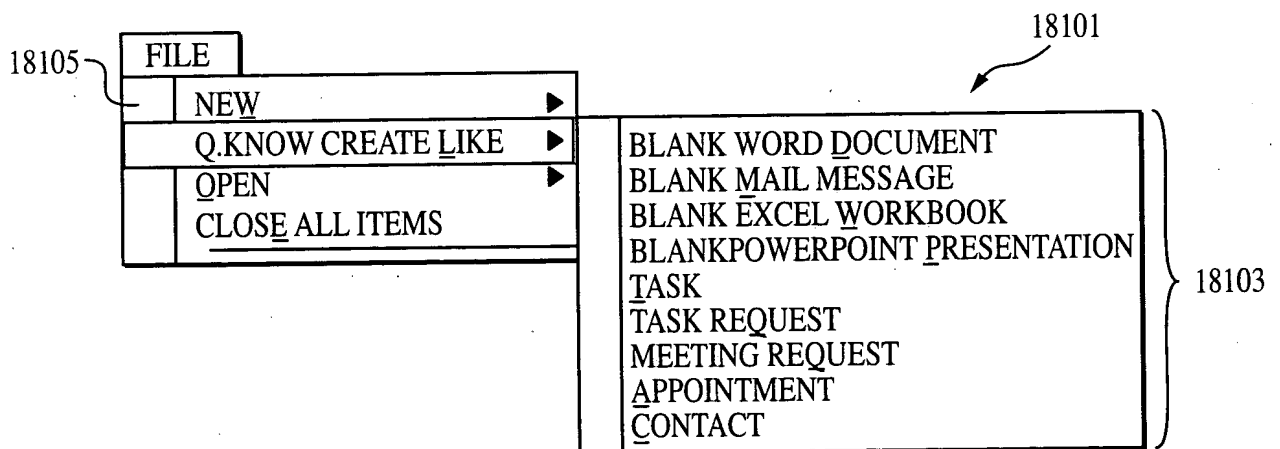 18101
FILE
18105
NEW
Q.KNOW CREATE LIKE
OPEN
CLOSE ALL ITEMS
BLANK WORD DOCUMENT
BLANK MAIL MESSAGE
BLANK EXCEL WORKBOOK
BLANKPOWERPOINT PRESENTATION
TASK
TASK REQUEST
MEETING REQUEST
APPOINTMENT
CONTACT
18103